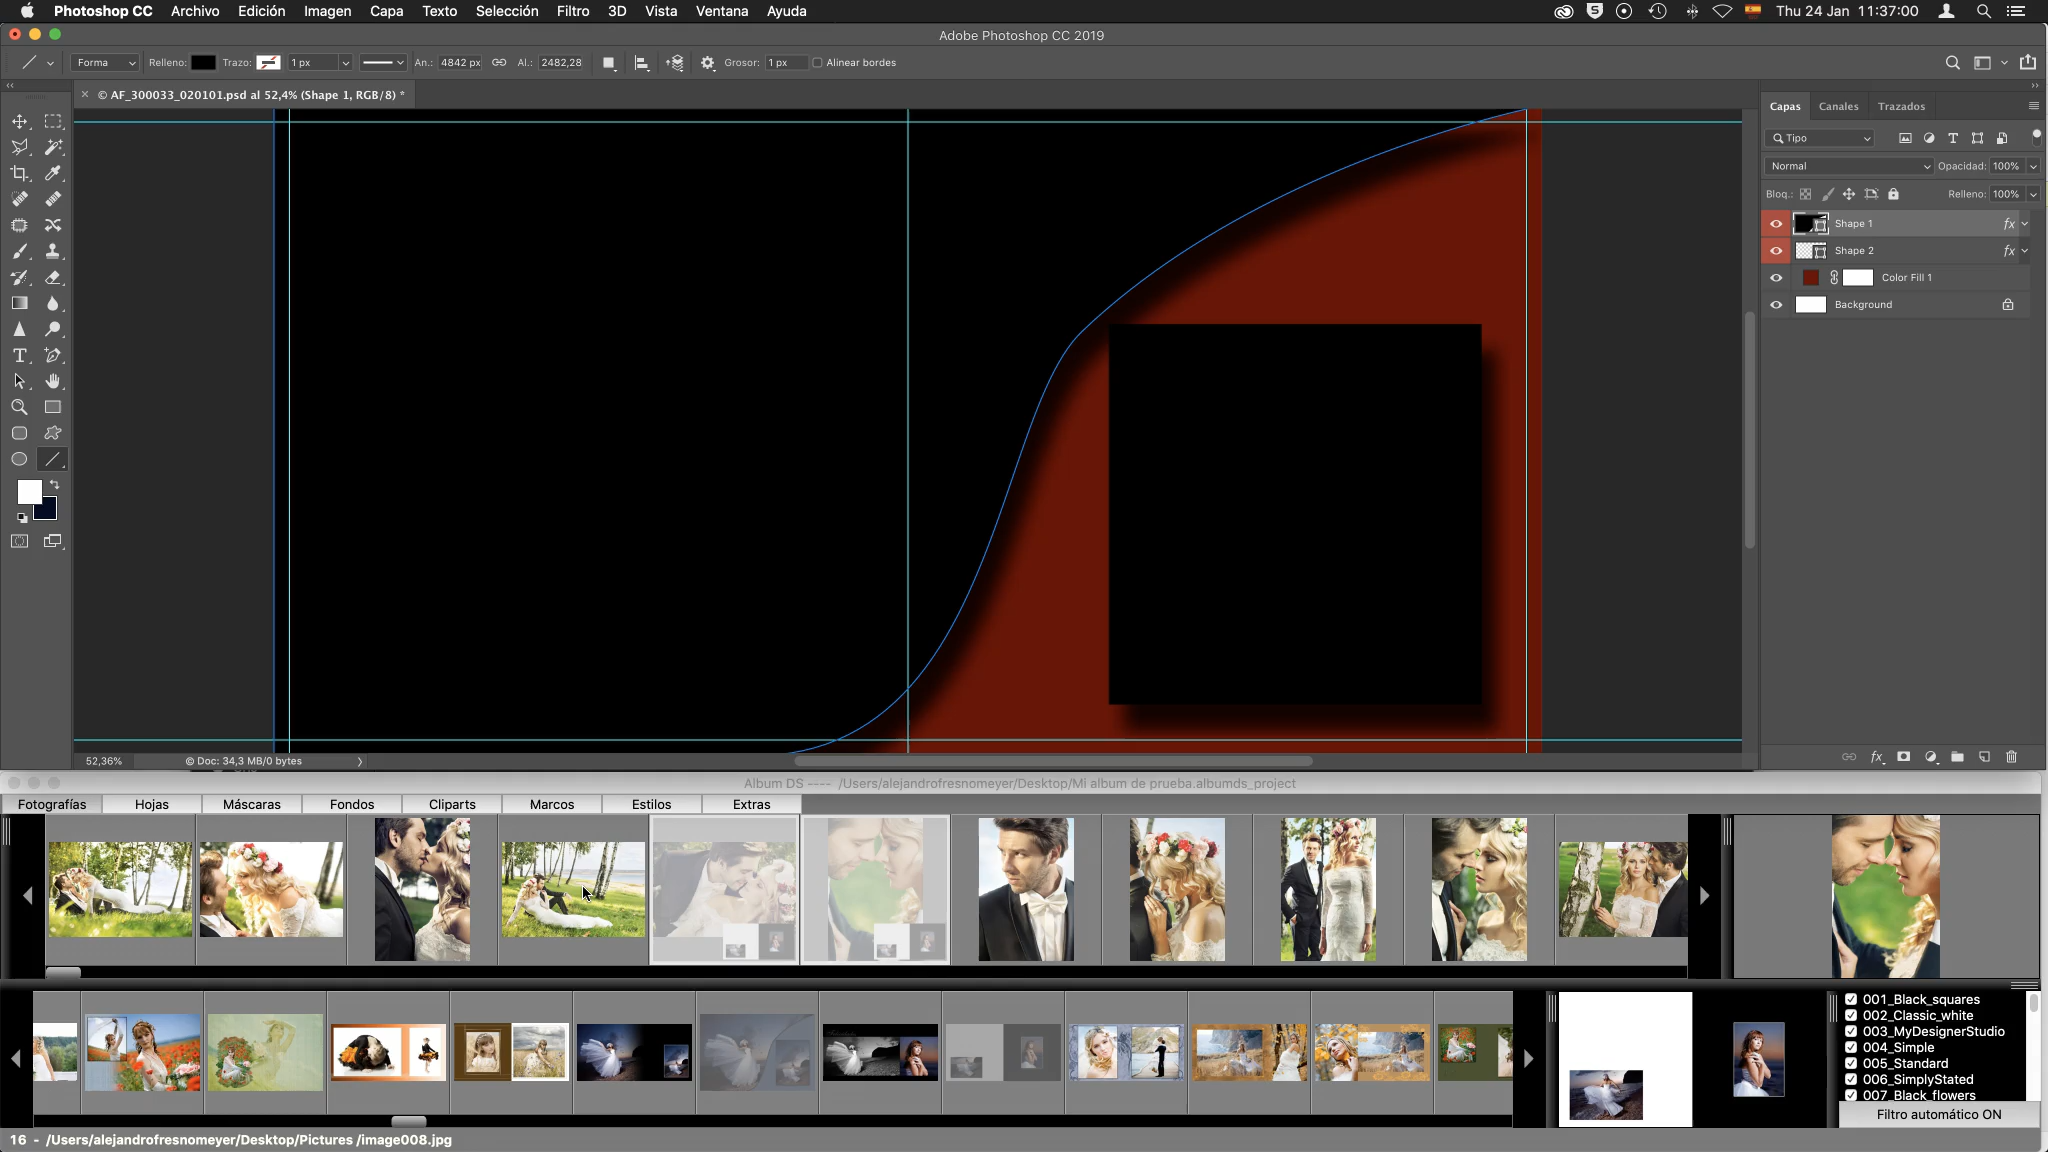 Photoshop CC Archivo Edición Imagen Capa Texto Selección Filtro 3D Vista Ventana Ayuda Thu 24 Jan 11:37:00
Adobe Photoshop CC 2019
Forma Relleno: Trazo: 1 px An.: 4842 px Al.: 2482,28 Grosor: 1 px Alinear bordes
© AF_300033_020101.psd al 52,4% (Shape 1, RGB/8) *
Capas Canales Trazados
Tipo
Normal Opacidad: 100%
Bloq.: Relleno: 100%
Shape 1 fx
Shape 2 fx
Color Fill 1
Background
52,36% © Doc: 34,3 MB/0 bytes
Album DS ---- /Users/alejandrofresnomeyer/Desktop/Mi album de prueba.albumds_project
Fotografías Hojas Máscaras Fondos Cliparts Marcos Estilos Extras
001_Black_squares
002_Classic_white
003_MyDesignerStudio
004_Simple
005_Standard
006_SimplyStated
007_Black_flowers
Filtro automático ON
16 - /Users/alejandrofresnomeyer/Desktop/Pictures /image008.jpg